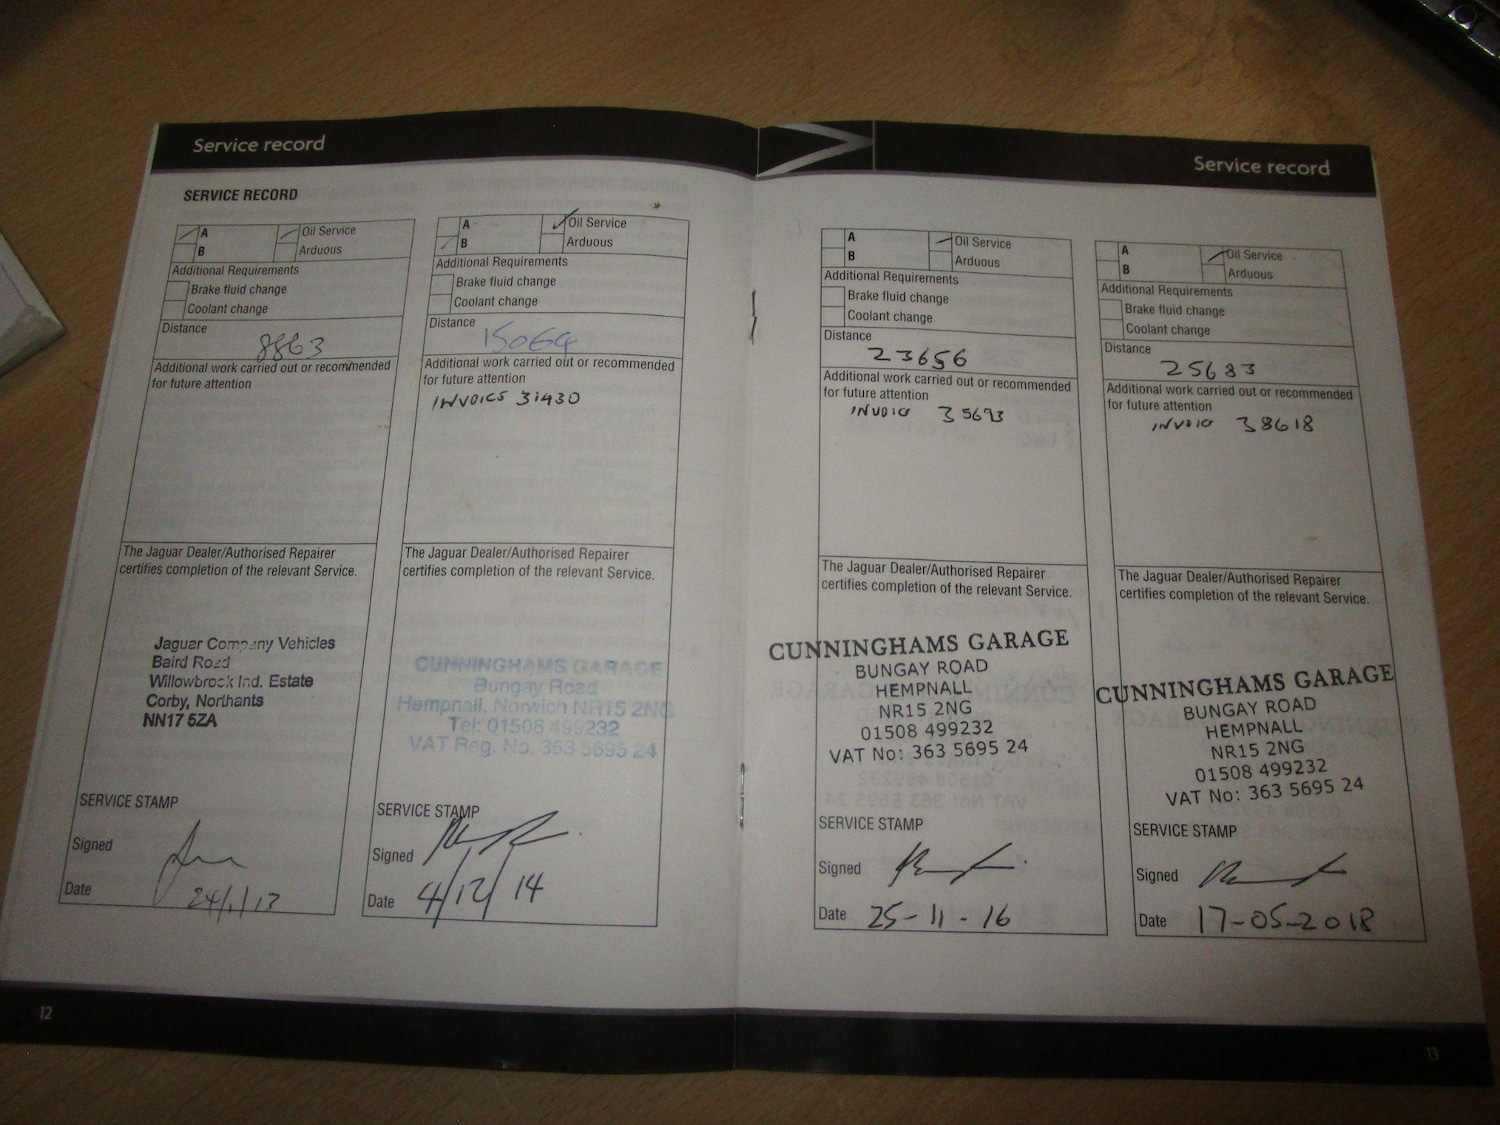 Service record
SERVICE RECORD
A
Oil Service
B
Arduous
Additional Requirements
Brake fluid change
Coolant change
Distance
8863
Additional work carried out or recommended
for future attention
The Jaguar Dealer/Authorised Repairer
certifies completion of the relevant Service.
Jaguar Company Vehicles
Baird Road
Willowbrook Ind. Estate
Corby, Northants
NN17 5ZA
SERVICE STAMP
Signed
Date 24/1/13
12
A
Oil Service
B
Arduous
Additional Requirements
Brake fluid change
Coolant change
Distance
15064
Additional work carried out or recommended
for future attention
INVOICE 31430
The Jaguar Dealer/Authorised Repairer
certifies completion of the relevant Service.
CUNNINGHAMS GARAGE
Bungay Road
Hempnall, Norwich NR15 2NG
Tel: 01508 499232
VAT Reg. No. 363 5695 24
SERVICE STAMP
Signed
Date 4/12/14
Service record
A
Oil Service
B
Arduous
Additional Requirements
Brake fluid change
Coolant change
Distance
23656
Additional work carried out or recommended
for future attention
INVOIC 35693
The Jaguar Dealer/Authorised Repairer
certifies completion of the relevant Service.
CUNNINGHAMS GARAGE
BUNGAY ROAD
HEMPNALL
NR15 2NG
01508 499232
VAT No: 363 5695 24
SERVICE STAMP
Signed
Date 25-11-16
A
Oil Service
B
Arduous
Additional Requirements
Brake fluid change
Coolant change
Distance
25683
Additional work carried out or recommended
for future attention
INVOIC 38618
The Jaguar Dealer/Authorised Repairer
certifies completion of the relevant Service.
CUNNINGHAMS GARAGE
BUNGAY ROAD
HEMPNALL
NR15 2NG
01508 499232
VAT No: 363 5695 24
SERVICE STAMP
Signed
Date 17-05-2018
13